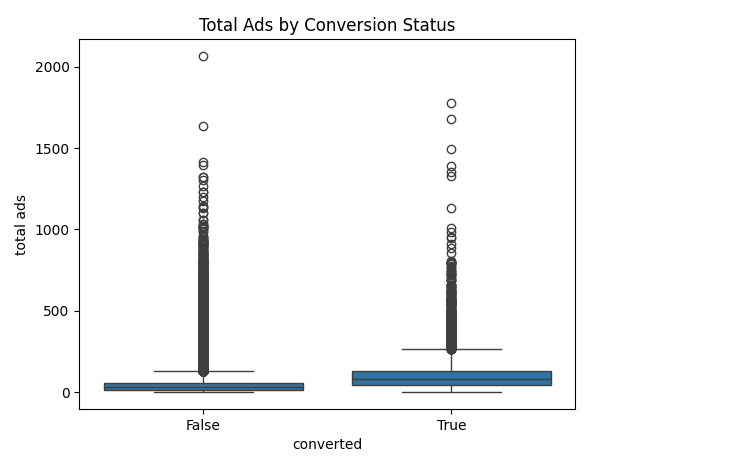 Total Ads by Conversion Status
total ads
2000
1500
1000
500
0
False
True
converted